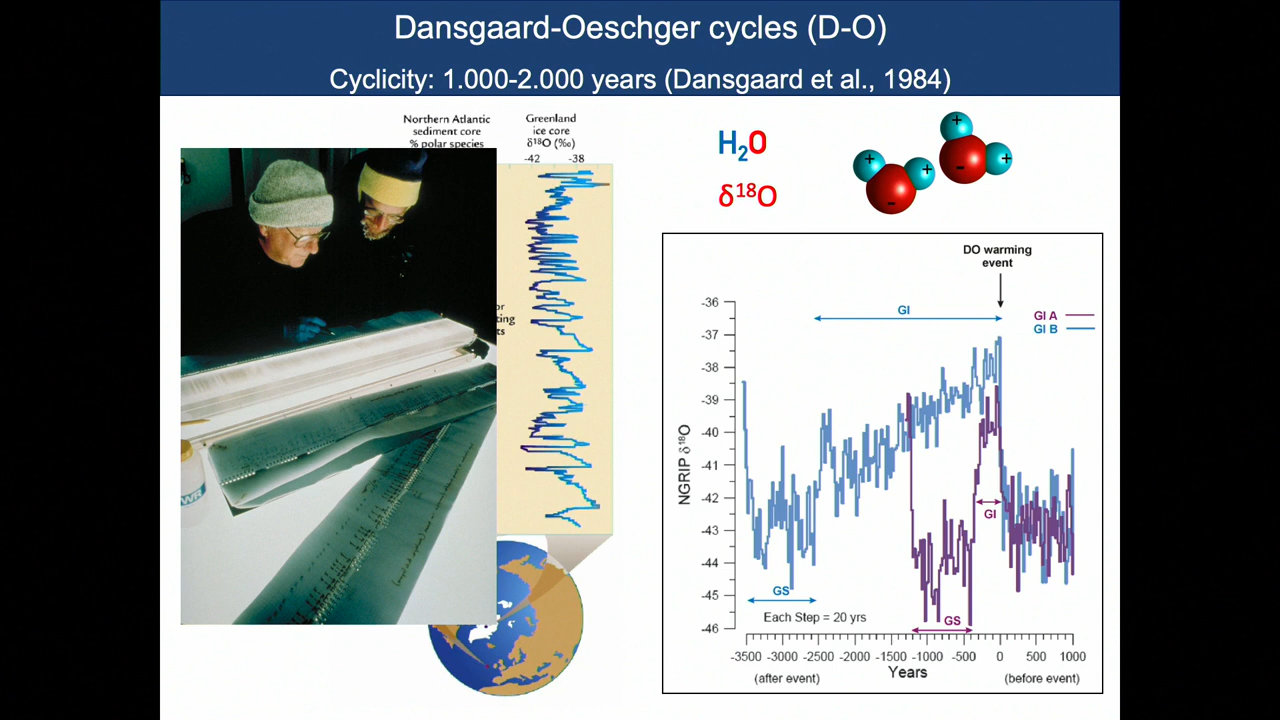 Dansgaard-Oeschger cycles (D-O)
Cyclicity: 1.000-2.000 years (Dansgaard et al., 1984)
Northern Atlantic
sediment core
% polar species
Greenland
ice core
δ¹⁸O (‰)
-42 -38
H₂O
δ¹⁸O
+
+
+
+
-
-
DO warming
event
GI
GI A
GI B
-36
-37
-38
-39
-40
-41
-42
-43
-44
-45
-46
NGRIP δ¹⁸O
GI
GS
GS
Each Step = 20 yrs
-3500 -3000 -2500 -2000 -1500 -1000 -500 0 500 1000
(after event) Years (before event)